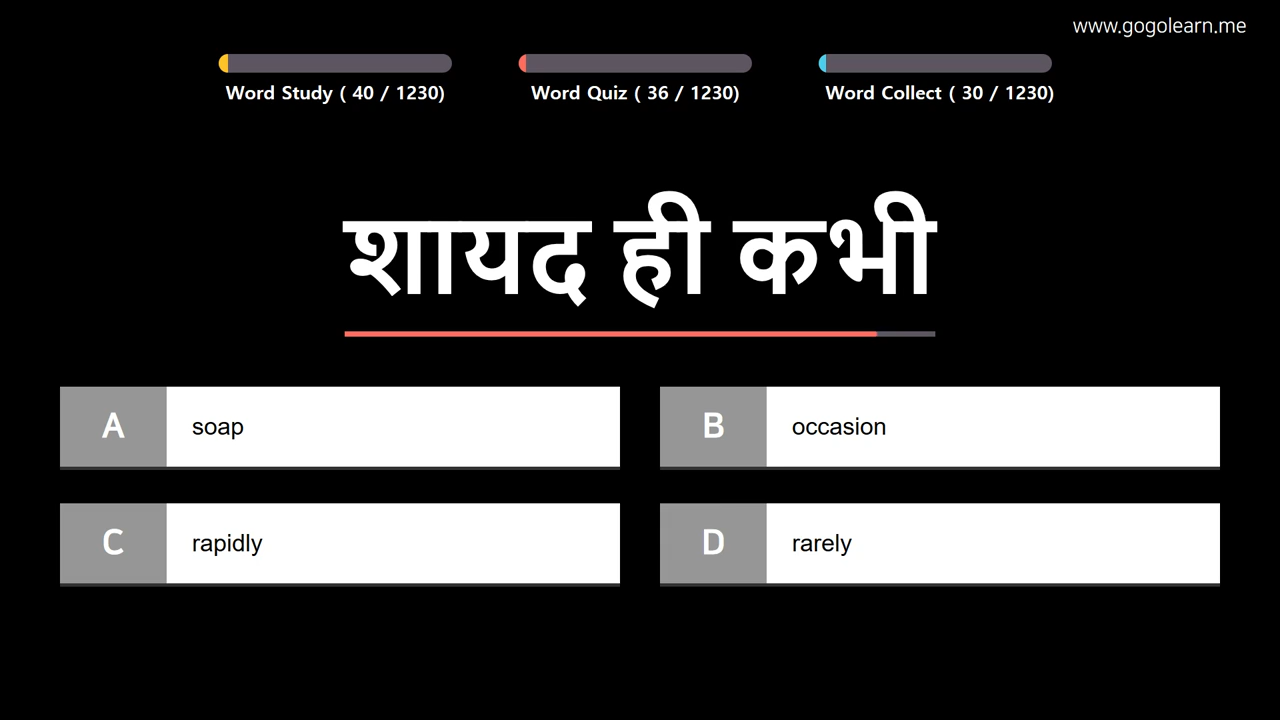 www.gogolearn.me
Word Study ( 40 / 1230)
Word Quiz ( 36 / 1230)
Word Collect ( 30 / 1230)
शायद ही कभी
A soap
B occasion
C rapidly
D rarely